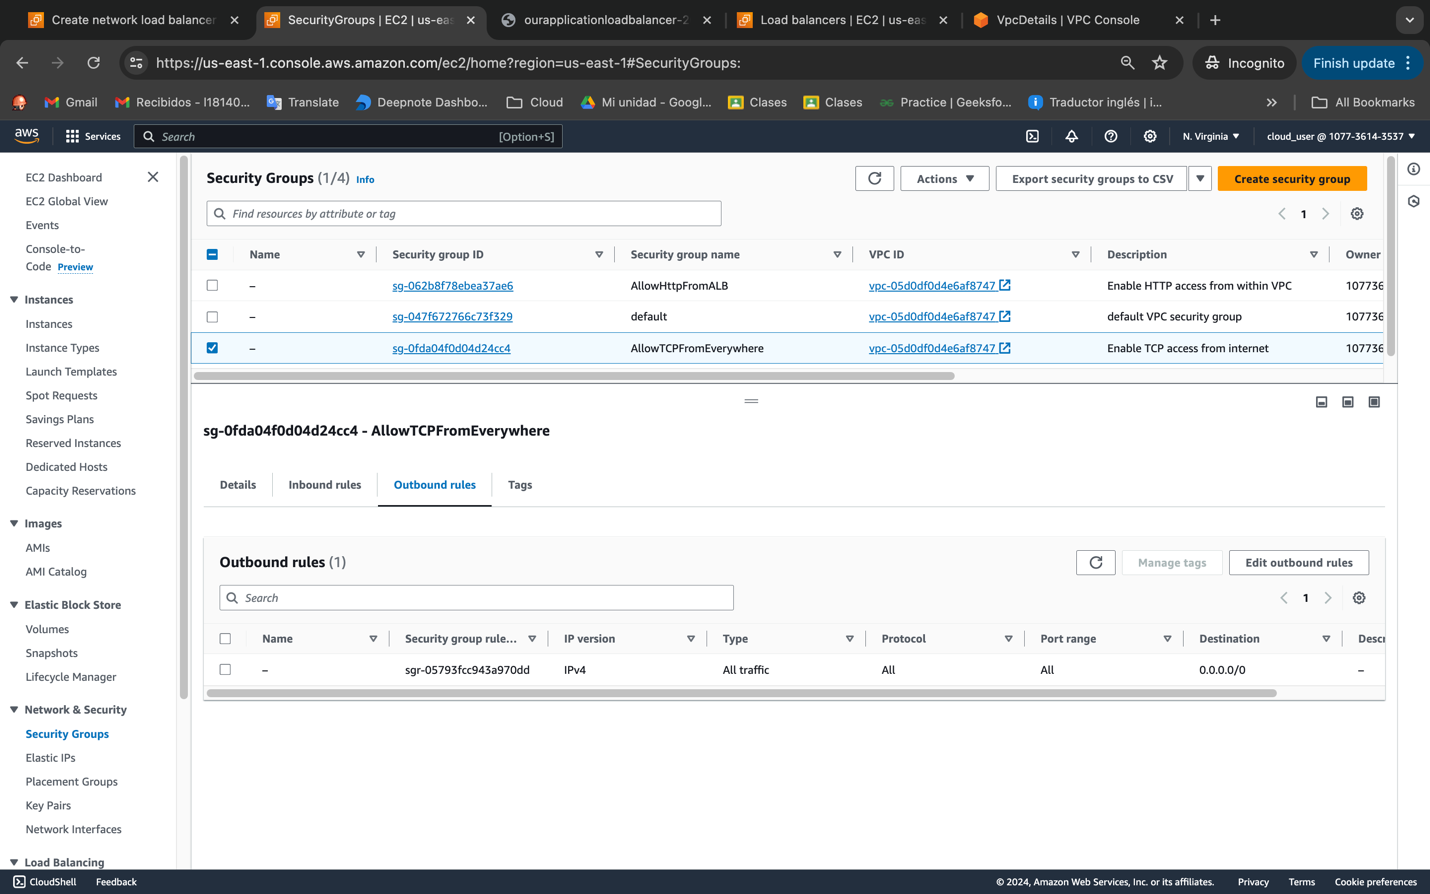 Create network load balancer
SecurityGroups | EC2 | us-eas
ourapplicationloadbalancer-2
Load balancers | EC2 | us-eas
VpcDetails | VPC Console
https://us-east-1.console.aws.amazon.com/ec2/home?region=us-east-1#SecurityGroups:
Incognito
Finish update
Gmail
Recibidos - l18140...
Translate
Deepnote Dashbo...
Cloud
Mi unidad - Googl...
Clases
Clases
Practice | Geeksfo...
Traductor inglés | i...
All Bookmarks
aws
Services
Search
[Option+S]
N. Virginia
cloud_user @ 1077-3614-3537
EC2 Dashboard
EC2 Global View
Events
Console-to-
Code Preview
Instances
Instances
Instance Types
Launch Templates
Spot Requests
Savings Plans
Reserved Instances
Dedicated Hosts
Capacity Reservations
Images
AMIs
AMI Catalog
Elastic Block Store
Volumes
Snapshots
Lifecycle Manager
Network & Security
Security Groups
Elastic IPs
Placement Groups
Key Pairs
Network Interfaces
Load Balancing
Security Groups (1/4) Info
Actions
Export security groups to CSV
Create security group
Find resources by attribute or tag
1
Name Security group ID Security group name VPC ID Description Owner
– sg-062b8f78ebea37ae6 AllowHttpFromALB vpc-05d0df0d4e6af8747 Enable HTTP access from within VPC 107736
– sg-047f672766c73f329 default vpc-05d0df0d4e6af8747 default VPC security group 107736
– sg-0fda04f0d04d24cc4 AllowTCPFromEverywhere vpc-05d0df0d4e6af8747 Enable TCP access from internet 107736
sg-0fda04f0d04d24cc4 - AllowTCPFromEverywhere
Details Inbound rules Outbound rules Tags
Outbound rules (1)
Manage tags
Edit outbound rules
Search
1
Name Security group rule... IP version Type Protocol Port range Destination Descr
– sgr-05793fcc943a970dd IPv4 All traffic All All 0.0.0.0/0 –
CloudShell
Feedback
© 2024, Amazon Web Services, Inc. or its affiliates.
Privacy
Terms
Cookie preferences